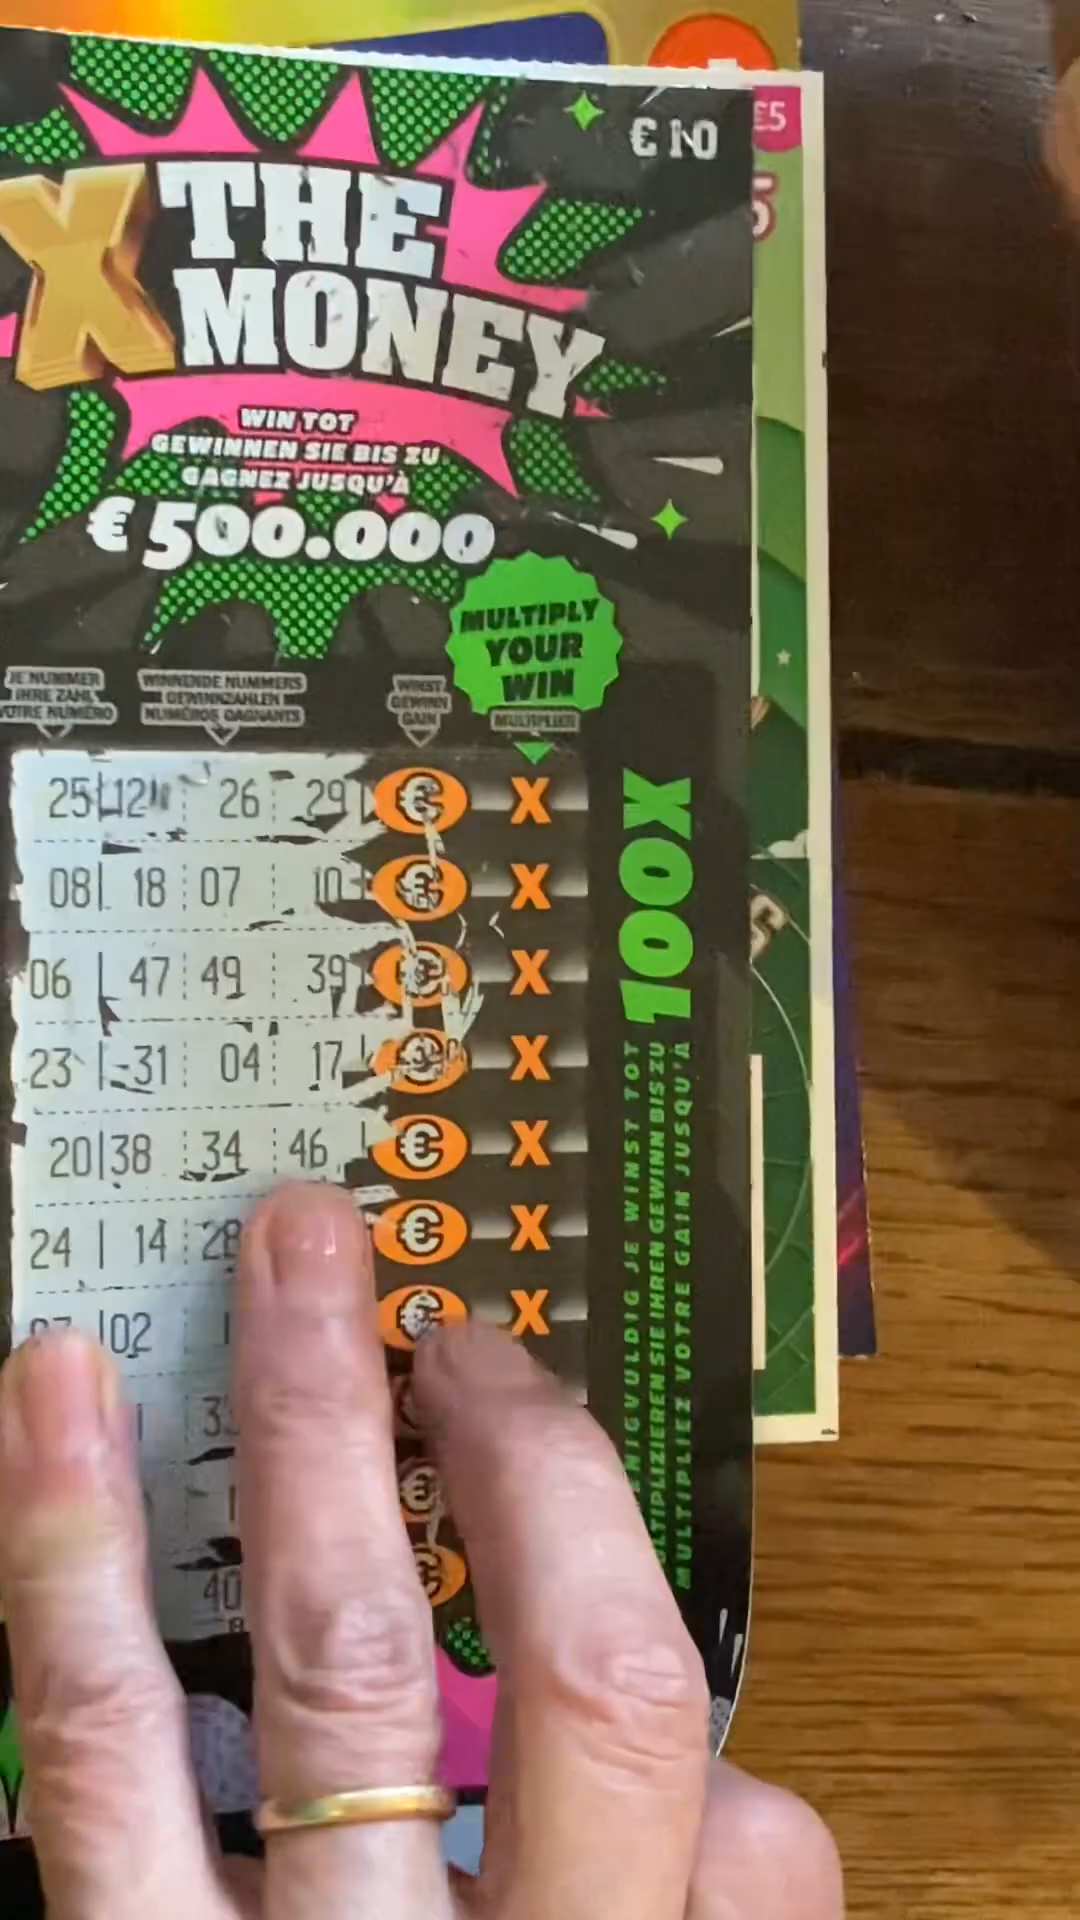 € 10
€5
5
X THE
MONEY
WIN TOT
GEWINNEN SIE BIS ZU
GAGNEZ JUSQU'À
€ 500.000
MULTIPLY
YOUR
WIN
JE NUMMER
IHRE ZAHL
VOTRE NUMÉRO
WINNENDE NUMMERS
GEWINNZAHLEN
NUMÉROS GAGNANTS
WINST
GEWINN
GAIN
MULTIPLIER
25 12 26 29 € X
08 18 07 10 € X
06 47 49 39 € X
23 31 04 17 € X
20 38 34 46 € X
24 14 28 € X
02 € X
€
€
40
100X
JE WINST TOT
MULTIPLIZIEREN SIE IHREN GEWINN BIS ZU
MULTIPLIEZ VOTRE GAIN JUSQU'À